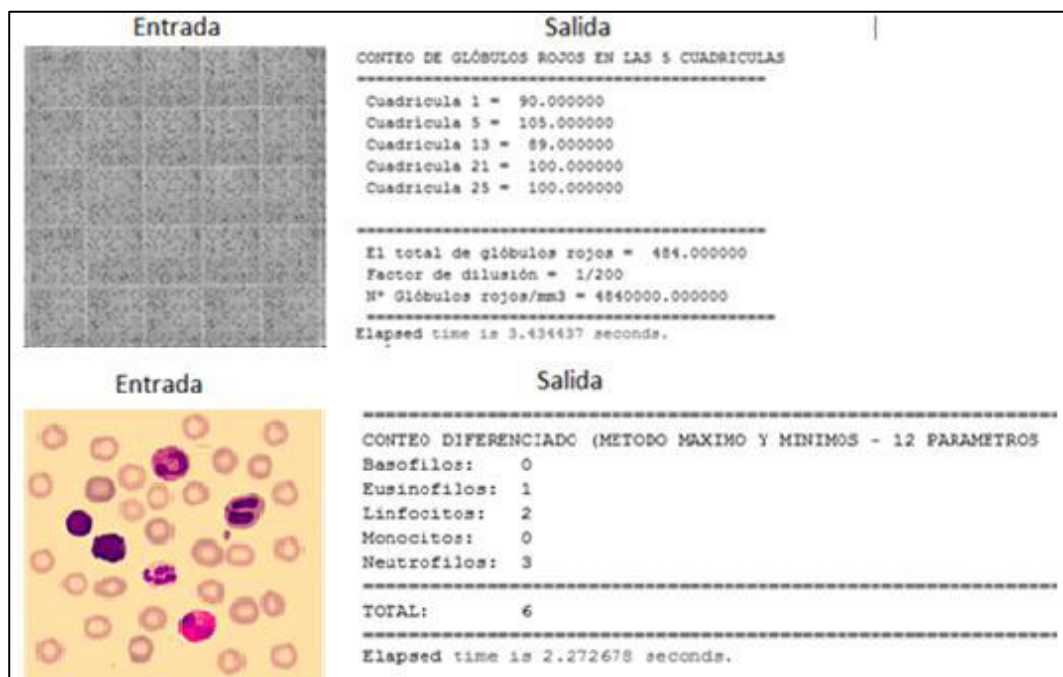 Entrada
Salida
CONTEO DE GLÓBULOS ROJOS EN LAS 5 CUADRICULAS
Cuadricula 1 = 90.000000
Cuadricula 5 = 105.000000
Cuadricula 13 = 89.000000
Cuadricula 21 = 100.000000
Cuadricula 25 = 100.000000
El total de glóbulos rojos = 484.000000
Factor de dilusión = 1/200
N° Glóbulos rojos/mm3 = 4840000.000000
Elapsed time is 3.434437 seconds.
Entrada
Salida
CONTEO DIFERENCIADO (METODO MAXIMO Y MINIMOS - 12 PARAMETROS
Basofilos: 0
Eusinofilos: 1
Linfocitos: 2
Monocitos: 0
Neutrofilos: 3
TOTAL: 6
Elapsed time is 2.272678 seconds.